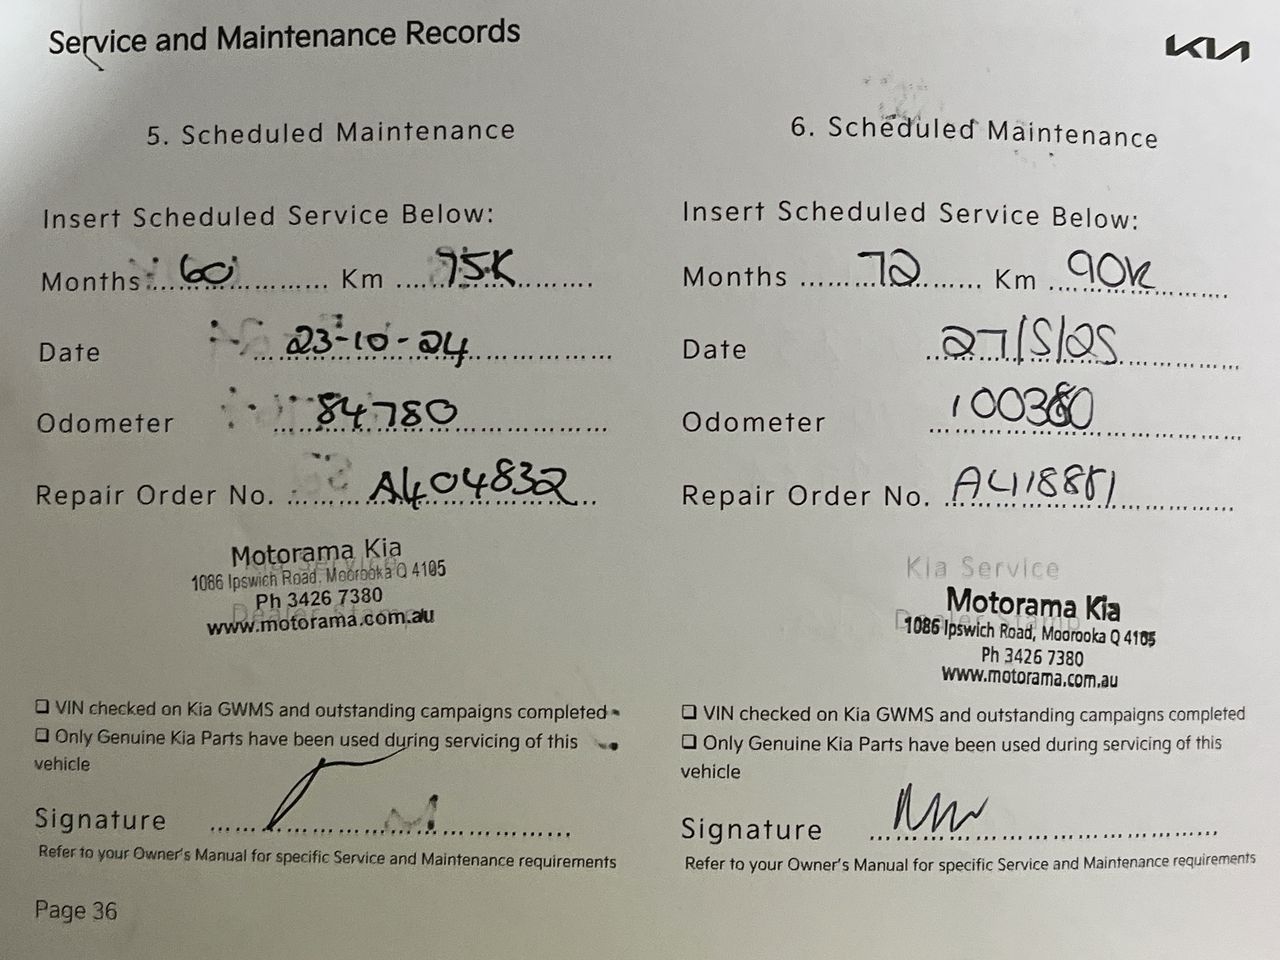 Service and Maintenance Records
KIA
5. Scheduled Maintenance
Insert Scheduled Service Below:
Months 60 Km 75K
Date 23-10-24
Odometer 84780
Repair Order No. A404832
Kia Service
Motorama Kia
1086 Ipswich Road, Moorooka Q 4105
Ph 3426 7380
Dealer Stamp
www.motorama.com.au
❑ VIN checked on Kia GWMS and outstanding campaigns completed
❑ Only Genuine Kia Parts have been used during servicing of this
vehicle
Signature
Refer to your Owner's Manual for specific Service and Maintenance requirements
Page 36
6. Scheduled Maintenance
Insert Scheduled Service Below:
Months 72 Km 90K
Date 27/5/25
Odometer 100380
Repair Order No. A418881
Kia Service
Motorama Kia
Dealer Stamp
1086 Ipswich Road, Moorooka Q 4105
Ph 3426 7380
www.motorama.com.au
❑ VIN checked on Kia GWMS and outstanding campaigns completed
❑ Only Genuine Kia Parts have been used during servicing of this
vehicle
Signature
Refer to your Owner's Manual for specific Service and Maintenance requirements